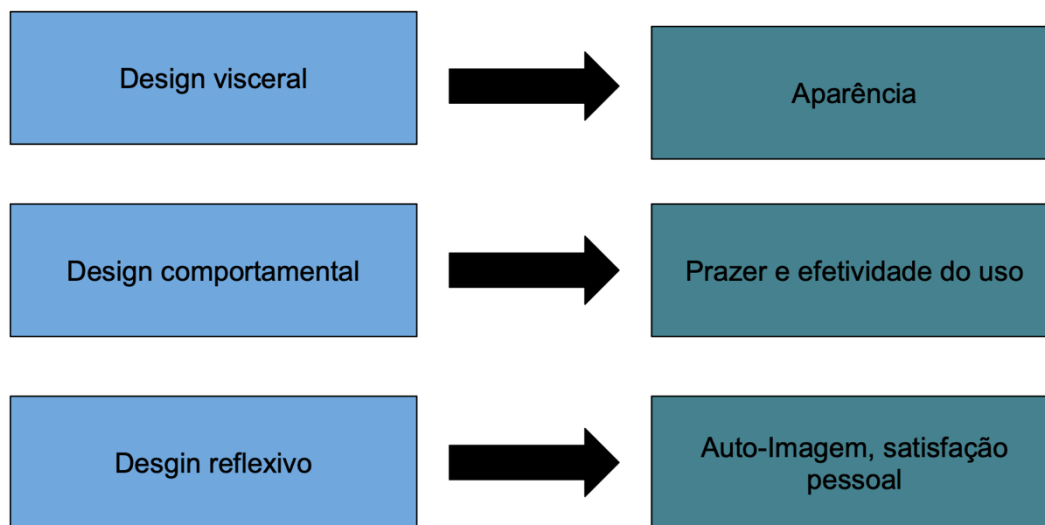 Design visceral
Aparência
Design comportamental
Prazer e efetividade do uso
Desgin reflexivo
Auto-Imagem, satisfação
pessoal